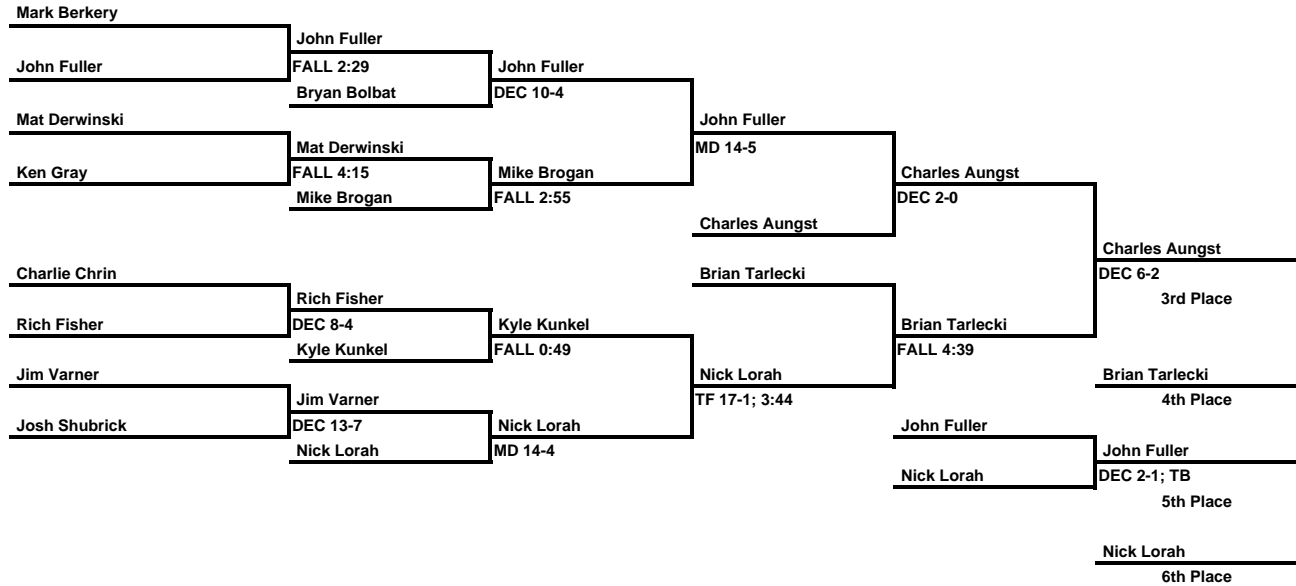 Mark Berkery
John Fuller
John Fuller
FALL 2:29
John Fuller
Bryan Bolbat
DEC 10-4
Mat Derwinski
John Fuller
Mat Derwinski
MD 14-5
Ken Gray
FALL 4:15
Mike Brogan
Charles Aungst
Mike Brogan
FALL 2:55
DEC 2-0
Charles Aungst
Charles Aungst
Charlie Chrin
Brian Tarlecki
DEC 6-2
Rich Fisher
3rd Place
Rich Fisher
DEC 8-4
Kyle Kunkel
Brian Tarlecki
Kyle Kunkel
FALL 0:49
FALL 4:39
Jim Varner
Nick Lorah
Brian Tarlecki
Jim Varner
TF 17-1; 3:44
4th Place
Josh Shubrick
DEC 13-7
Nick Lorah
John Fuller
Nick Lorah
MD 14-4
John Fuller
Nick Lorah
DEC 2-1; TB
5th Place
Nick Lorah
6th Place